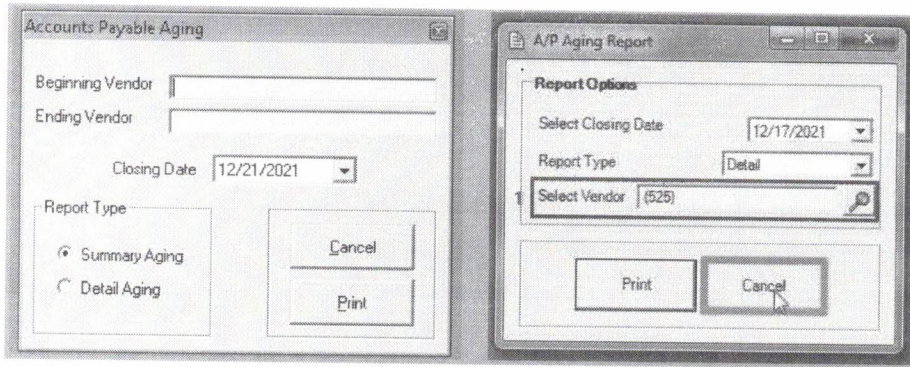 Accounts Payable Aging
Beginning Vendor
Ending Vendor
Closing Date 12/21/2021
Report Type
Summary Aging
Detail Aging
Cancel
Print
A/P Aging Report
Report Options
Select Closing Date 12/17/2021
Report Type Detail
1 Select Vendor (525)
Print Cancel